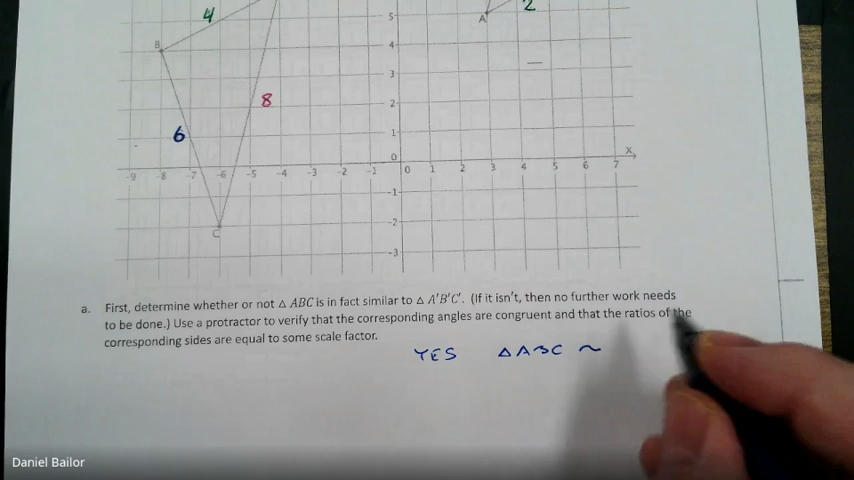 4
2
5
A
B
4
3
8
2
6
1
0
X
-9 -8 -7 -6 -5 -4 -3 -2 -1 0 1 2 3 4 5 6 7
-1
-2
C
-3
a. First, determine whether or not △ ABC is in fact similar to △ A'B'C'. (If it isn't, then no further work needs
to be done.) Use a protractor to verify that the corresponding angles are congruent and that the ratios of the
corresponding sides are equal to some scale factor.
YES △ABC ~
Daniel Bailor